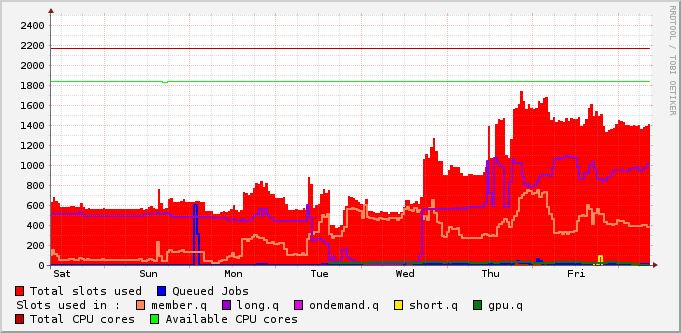 RRDTOOL / TOBI OETIKER
2400
2200
2000
1800
1600
1400
1200
1000
800
600
400
200
0
Sat Sun Mon Tue Wed Thu Fri
Total slots used Queued Jobs
Slots used in : member.q long.q ondemand.q short.q gpu.q
Total CPU cores Available CPU cores